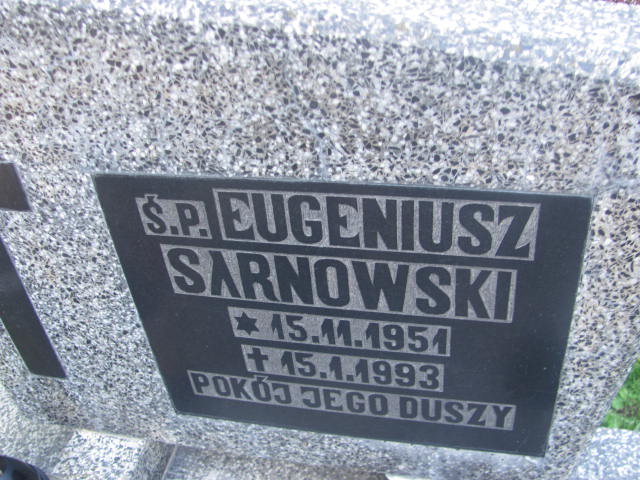 Ś.P. EUGENIUSZ
SARNOWSKI
✶ 15.11.1951
✝ 15.1.1993
POKÓJ JEGO DUSZY